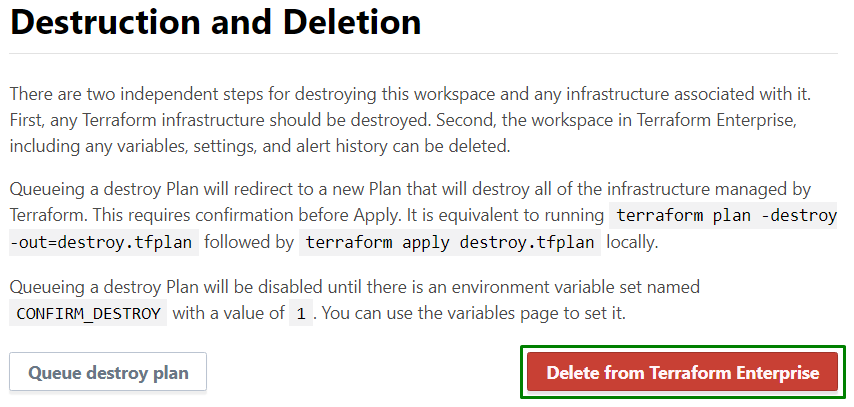 Destruction and Deletion
There are two independent steps for destroying this workspace and any infrastructure associated with it.
First, any Terraform infrastructure should be destroyed. Second, the workspace in Terraform Enterprise,
including any variables, settings, and alert history can be deleted.
Queueing a destroy Plan will redirect to a new Plan that will destroy all of the infrastructure managed by
Terraform. This requires confirmation before Apply. It is equivalent to running terraform plan -destroy
-out=destroy.tfplan followed by terraform apply destroy.tfplan locally.
Queueing a destroy Plan will be disabled until there is an environment variable set named
CONFIRM_DESTROY with a value of 1 . You can use the variables page to set it.
Queue destroy plan
Delete from Terraform Enterprise